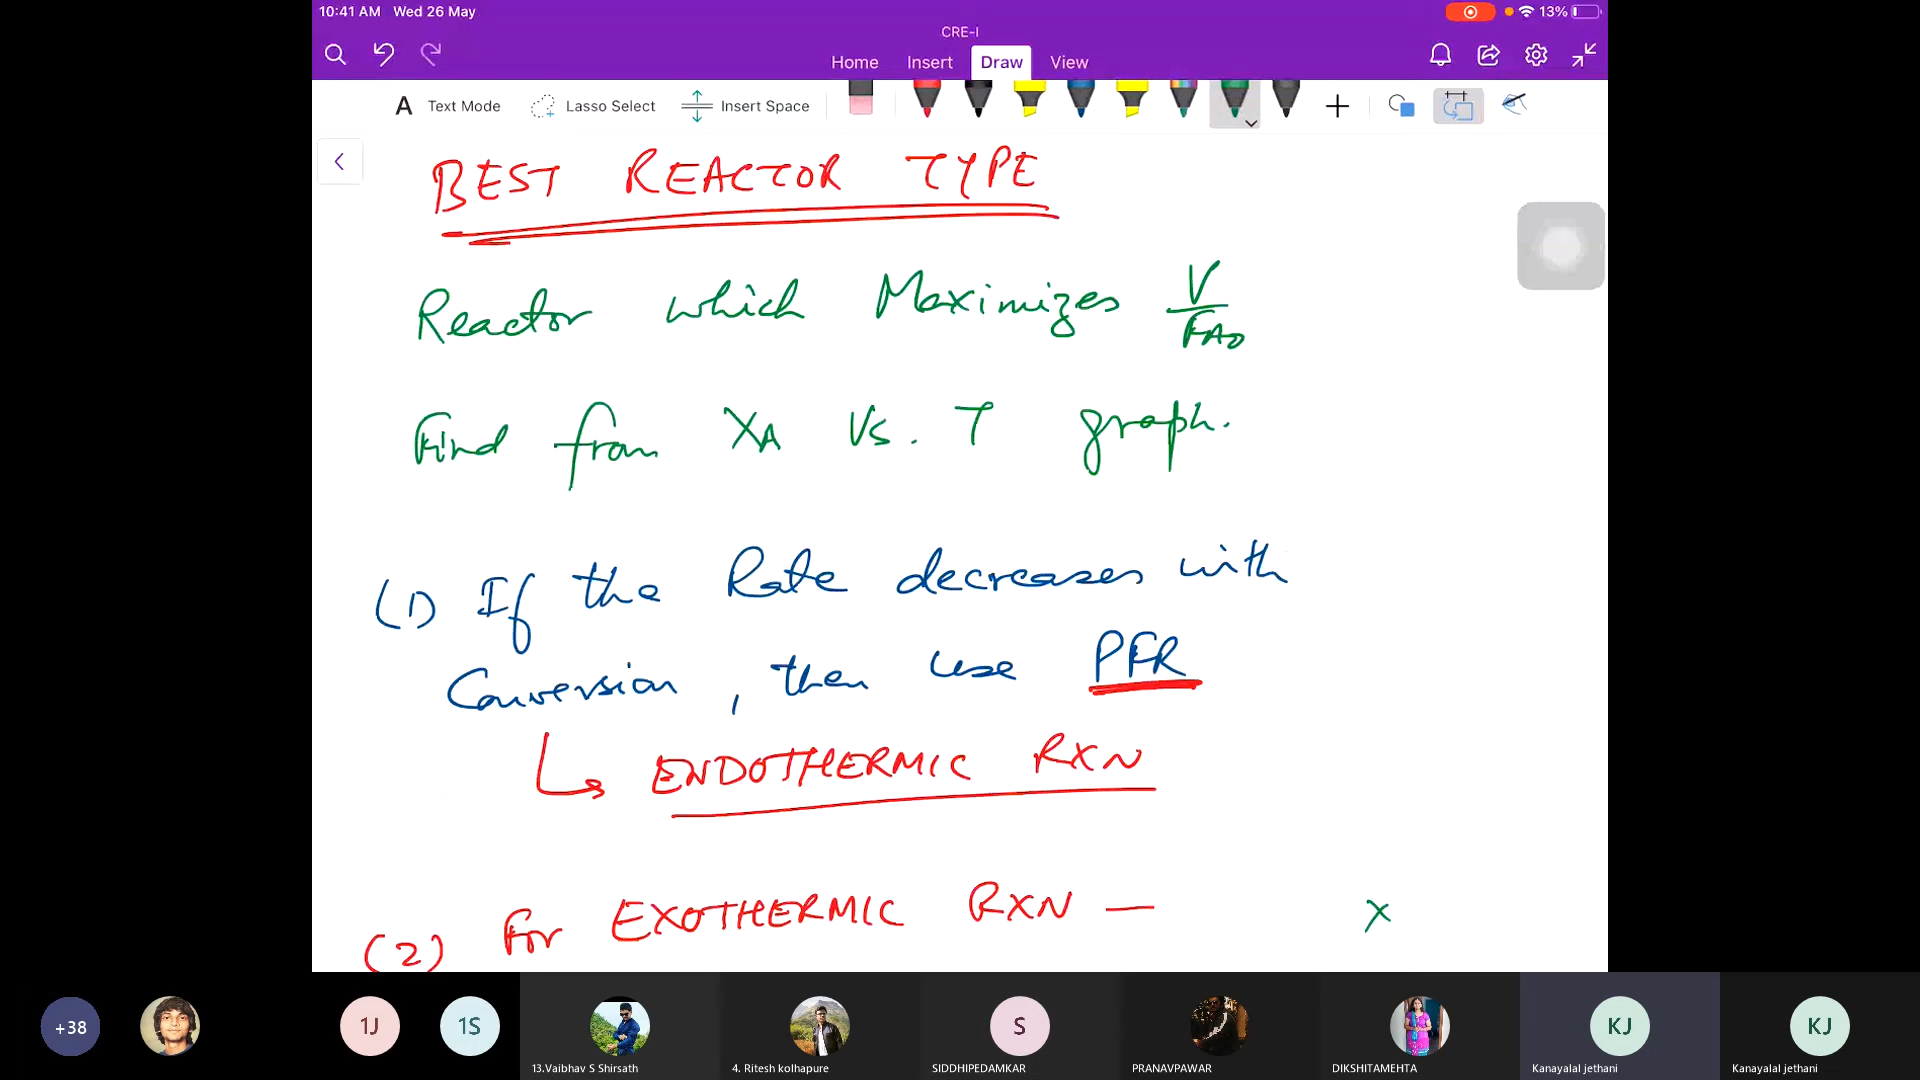 10:41 AM Wed 26 May
13%
CRE-I
Home Insert Draw View
A Text Mode Lasso Select Insert Space
BEST REACTOR TYPE
Reactor which Maximizes V/FA0
Find from XA Vs. T graph.
(1) If the Rate decreases with
Conversion, then use PFR
ENDOTHERMIC RXN
(2) For EXOTHERMIC RXN — X
+38
1J
1S
S
KJ
KJ
13.Vaibhav S Shirsath
4. Ritesh kolhapure
SIDDHIPEDAMKAR
PRANAVPAWAR
DIKSHITAMEHTA
Kanayalal jethani
Kanayalal jethani